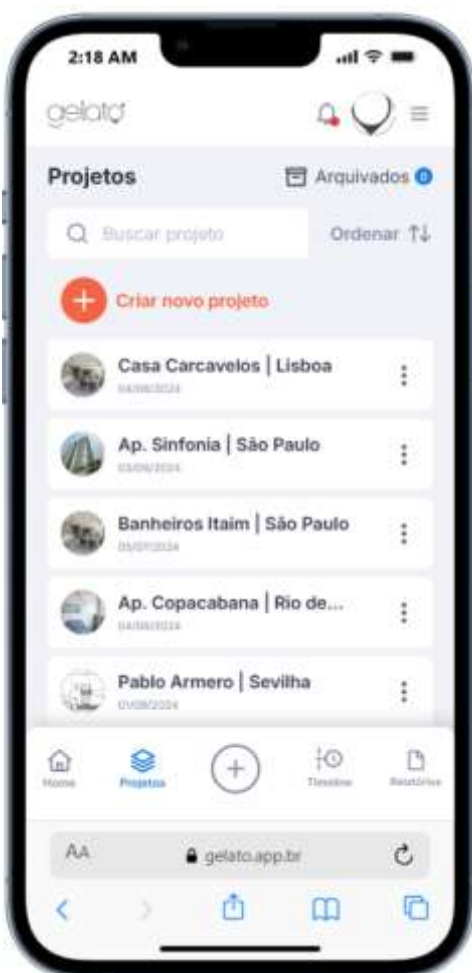 2:18 AM
gelato
Projetos
Arquivados 0
Buscar projeto
Ordenar
Criar novo projeto
Casa Carcavelos | Lisboa
Ap. Sinfonia | São Paulo
Banheiros Itaim | São Paulo
Ap. Copacabana | Rio de...
Pablo Armero | Sevilha
Home
Projetos
Timeline
Relatórios
AA
gelato.app.br